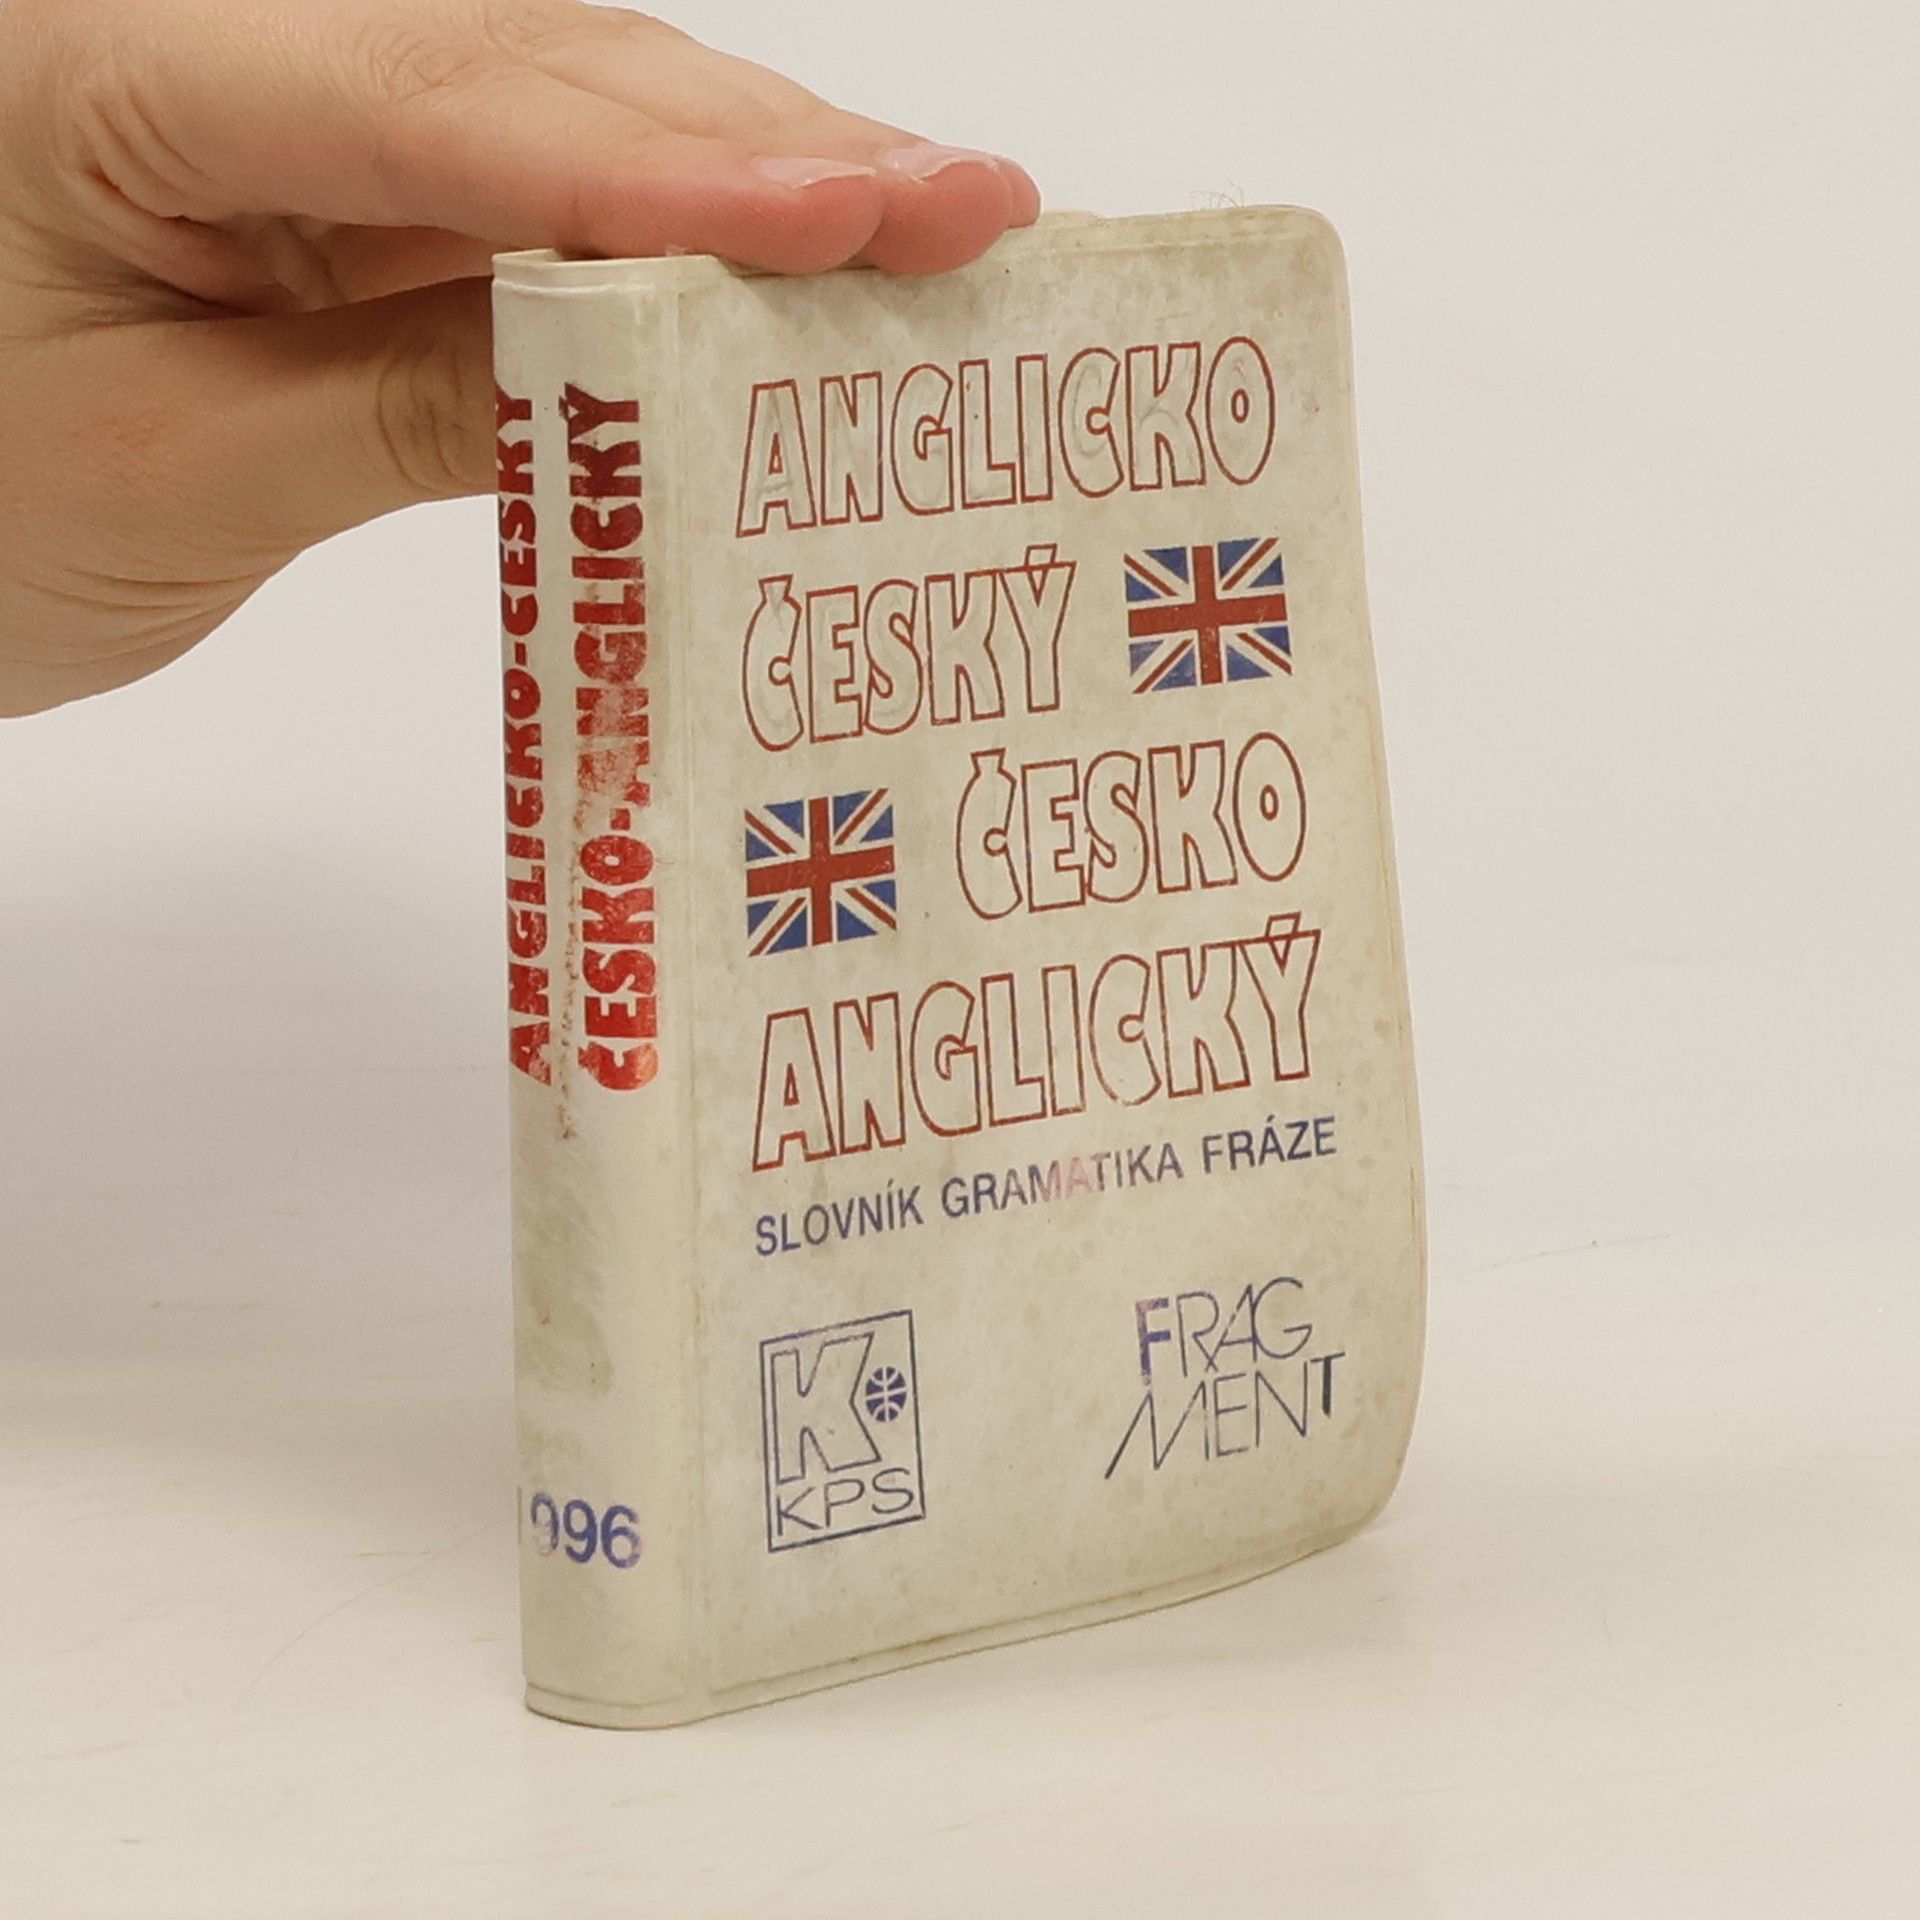 ANGLICKO-ČESKÝ
ČESKO-ANGLICKÝ
1996
ANGLICKO
ČESKÝ
ČESKO
ANGLICKÝ
SLOVNÍK GRAMATIKA FRÁZE
K
KPS
FRAG
MENT